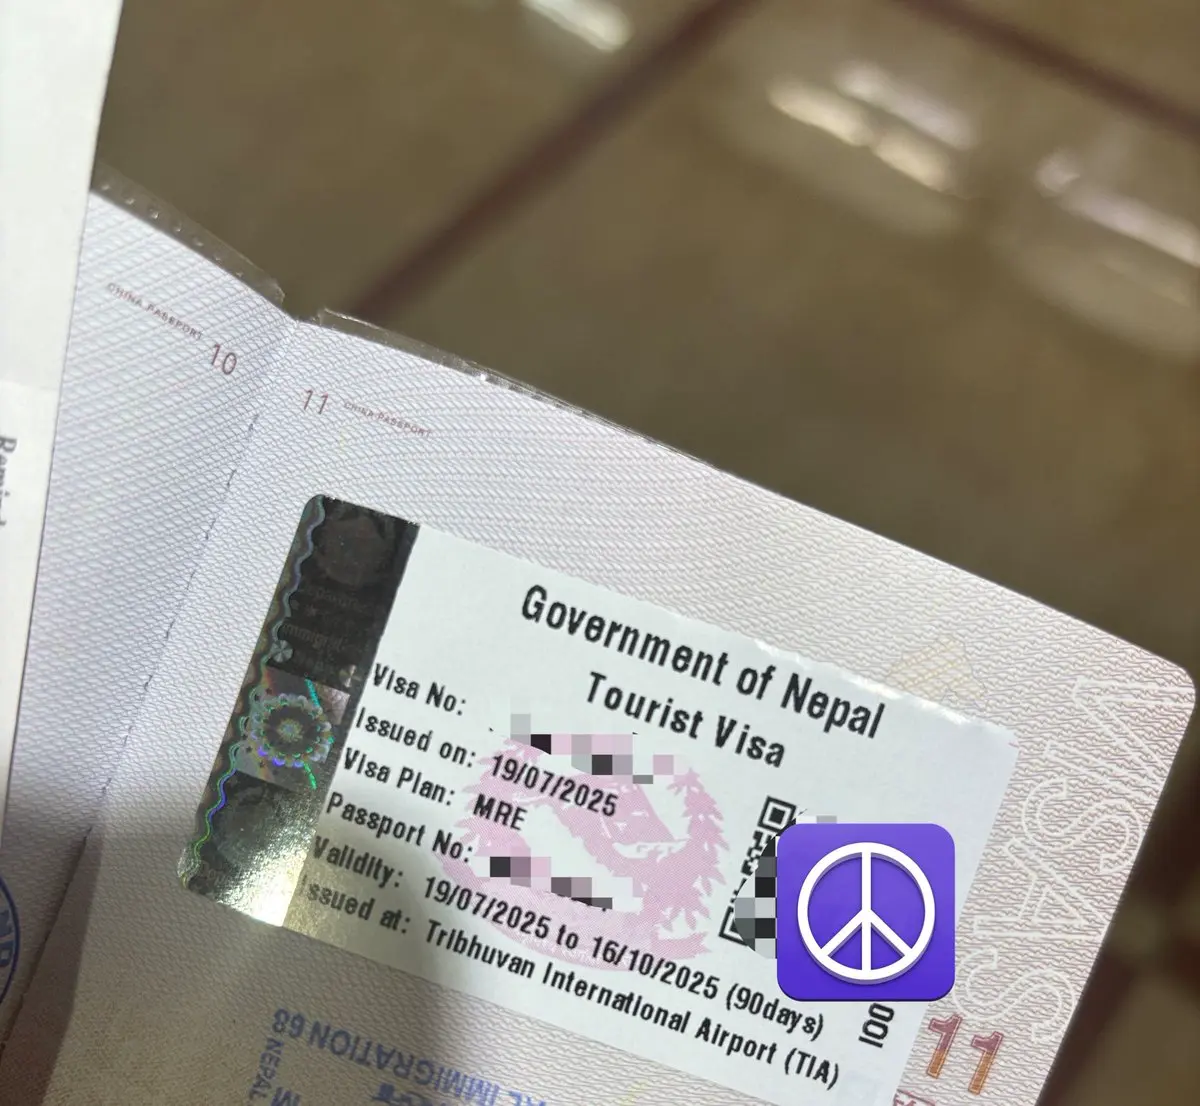 CHINA PASSPORT
10
11
CHINA PASSPORT
Government of Nepal
Tourist Visa
Visa No:
Issued on: 19/07/2025
Visa Plan: MRE
Passport No:
Validity: 19/07/2025 to 16/10/2025 (90days)
ssued at: Tribhuvan International Airport (TIA)
VISAS
11
IMMIGRATION 68
NEPAL